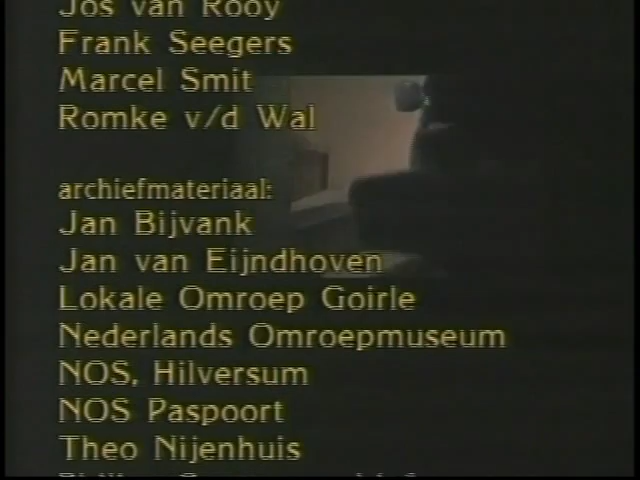 Jos van Rooy
Frank Seegers
Marcel Smit
Romke v/d Wal
archiefmateriaal:
Jan Bijvank
Jan van Eijndhoven
Lokale Omroep Goirle
Nederlands Omroepmuseum
NOS, Hilversum
NOS Paspoort
Theo Nijenhuis